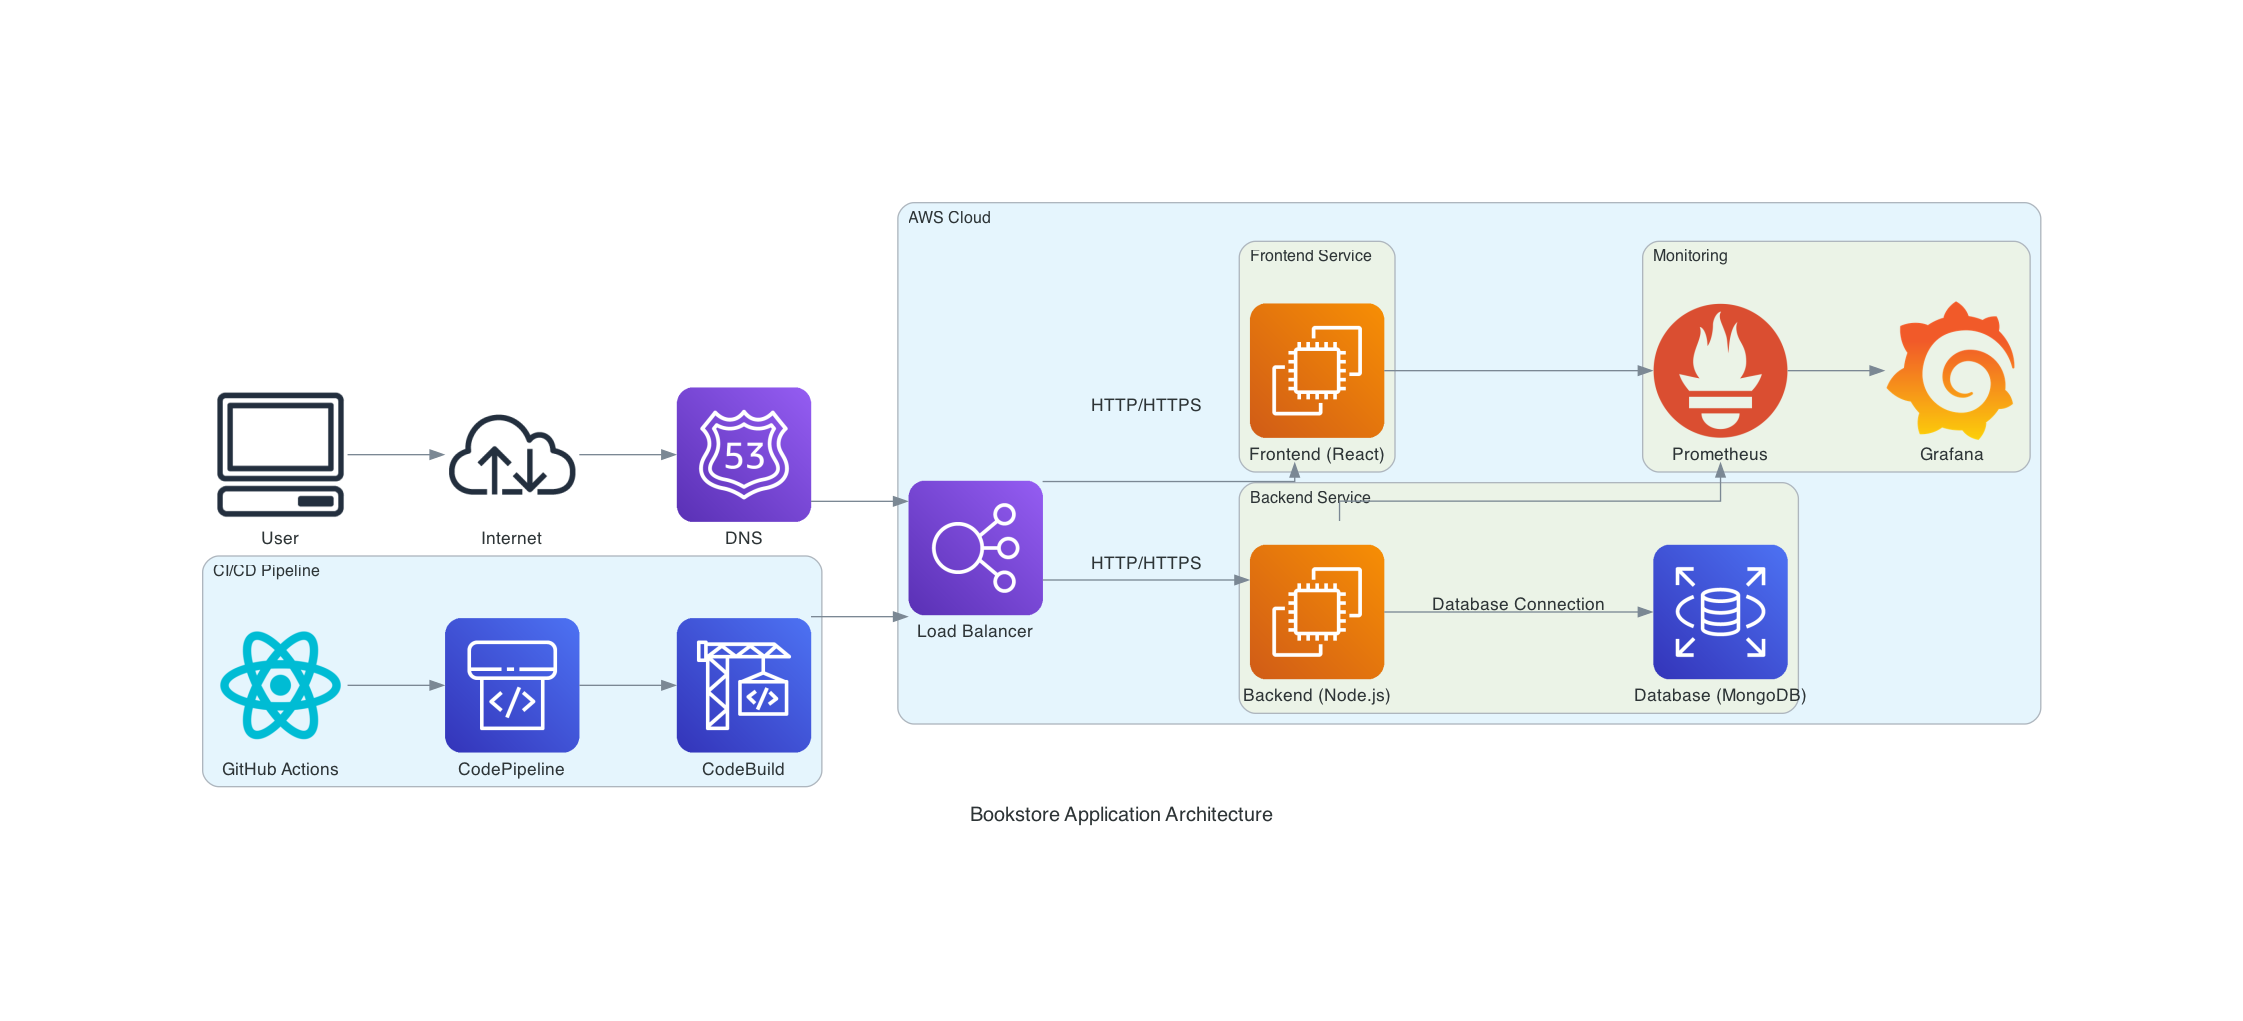 AWS Cloud
Frontend Service
Monitoring
HTTP/HTTPS
53
Frontend (React)
Prometheus
Grafana
Backend Service
User
Internet
DNS
HTTP/HTTPS
CI/CD Pipeline
Database Connection
Load Balancer
Backend (Node.js)
Database (MongoDB)
</>
</>
GitHub Actions
CodePipeline
CodeBuild
Bookstore Application Architecture